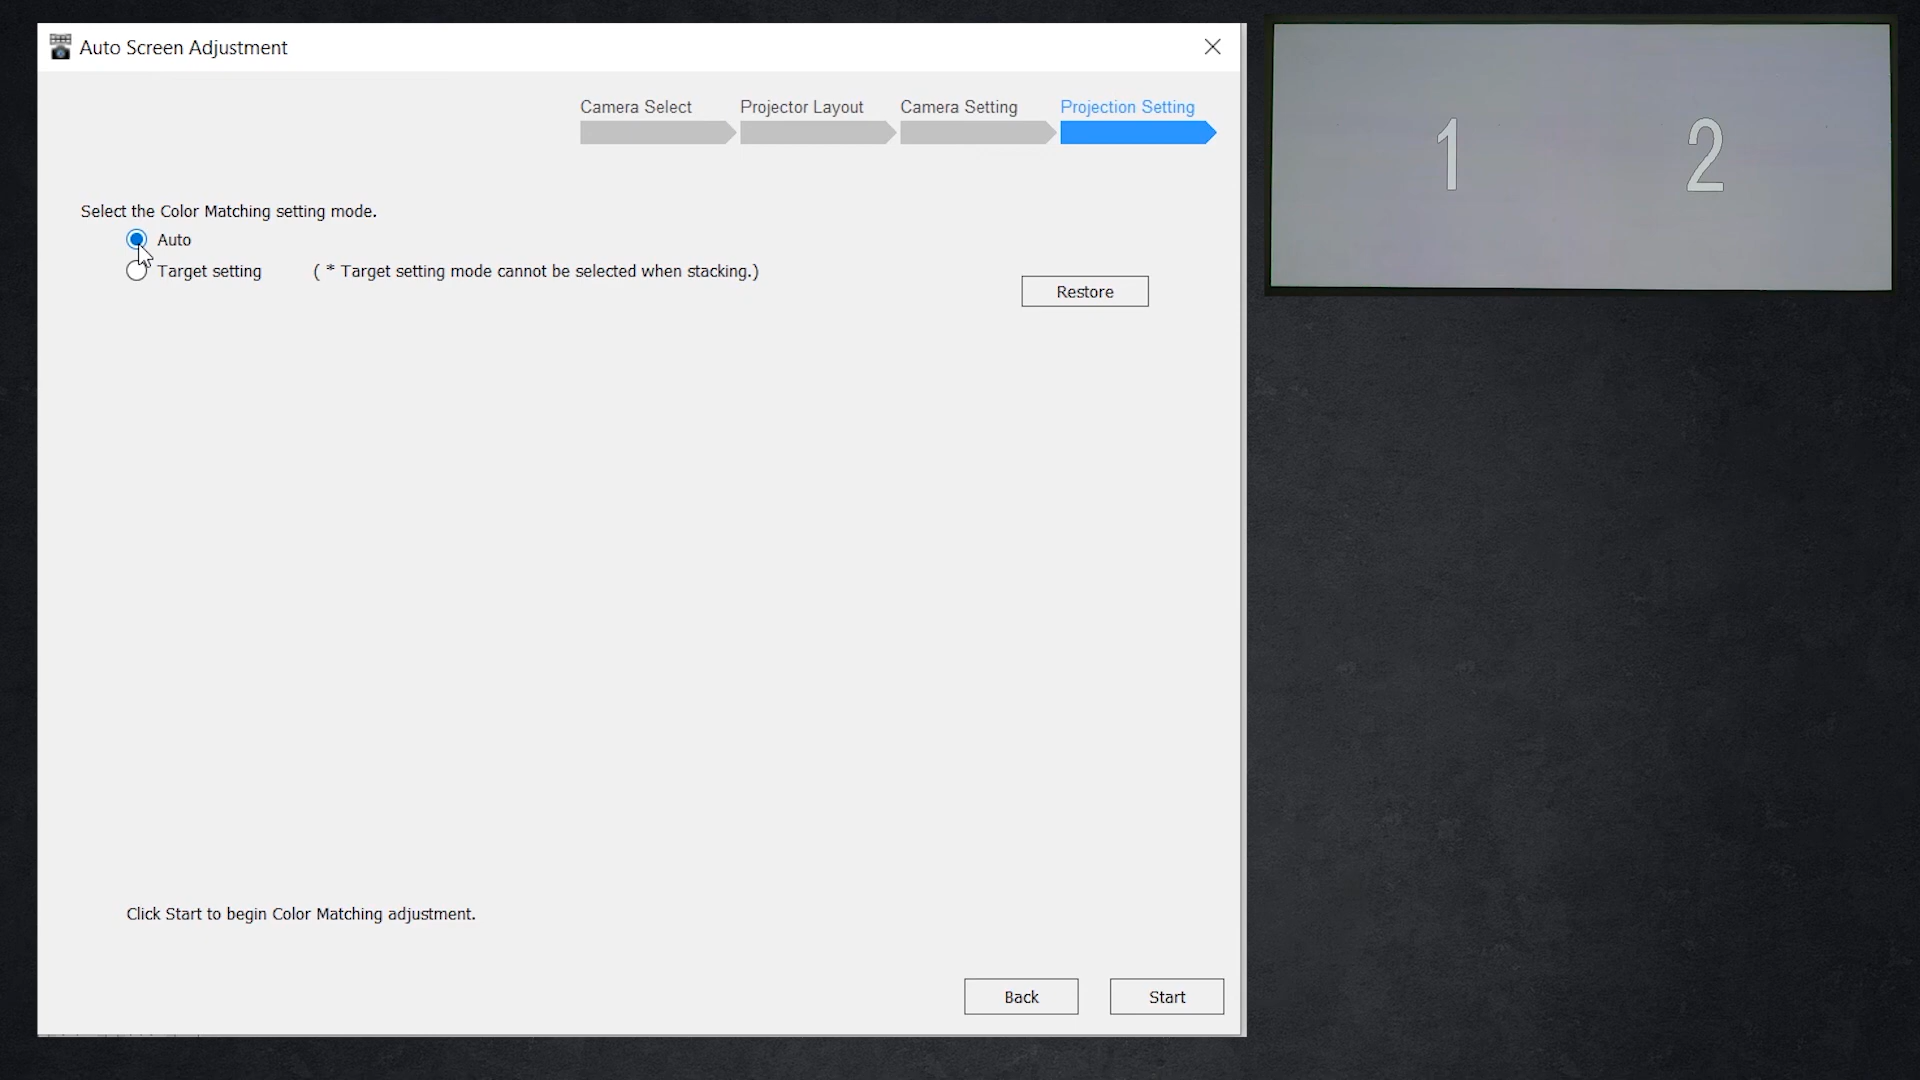 Auto Screen Adjustment
Camera Select
Projector Layout
Camera Setting
Projection Setting
Select the Color Matching setting mode.
Auto
Target setting
( * Target setting mode cannot be selected when stacking.)
Restore
Click Start to begin Color Matching adjustment.
Back
Start
1
2